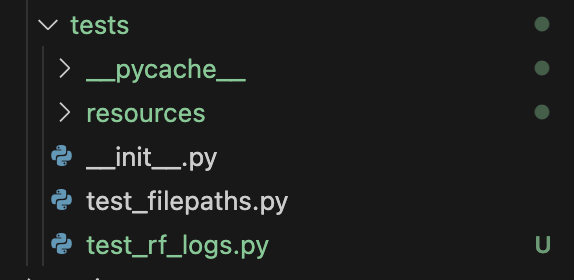 tests
__pycache__
resources
__init__.py
test_filepaths.py
test_rf_logs.py U